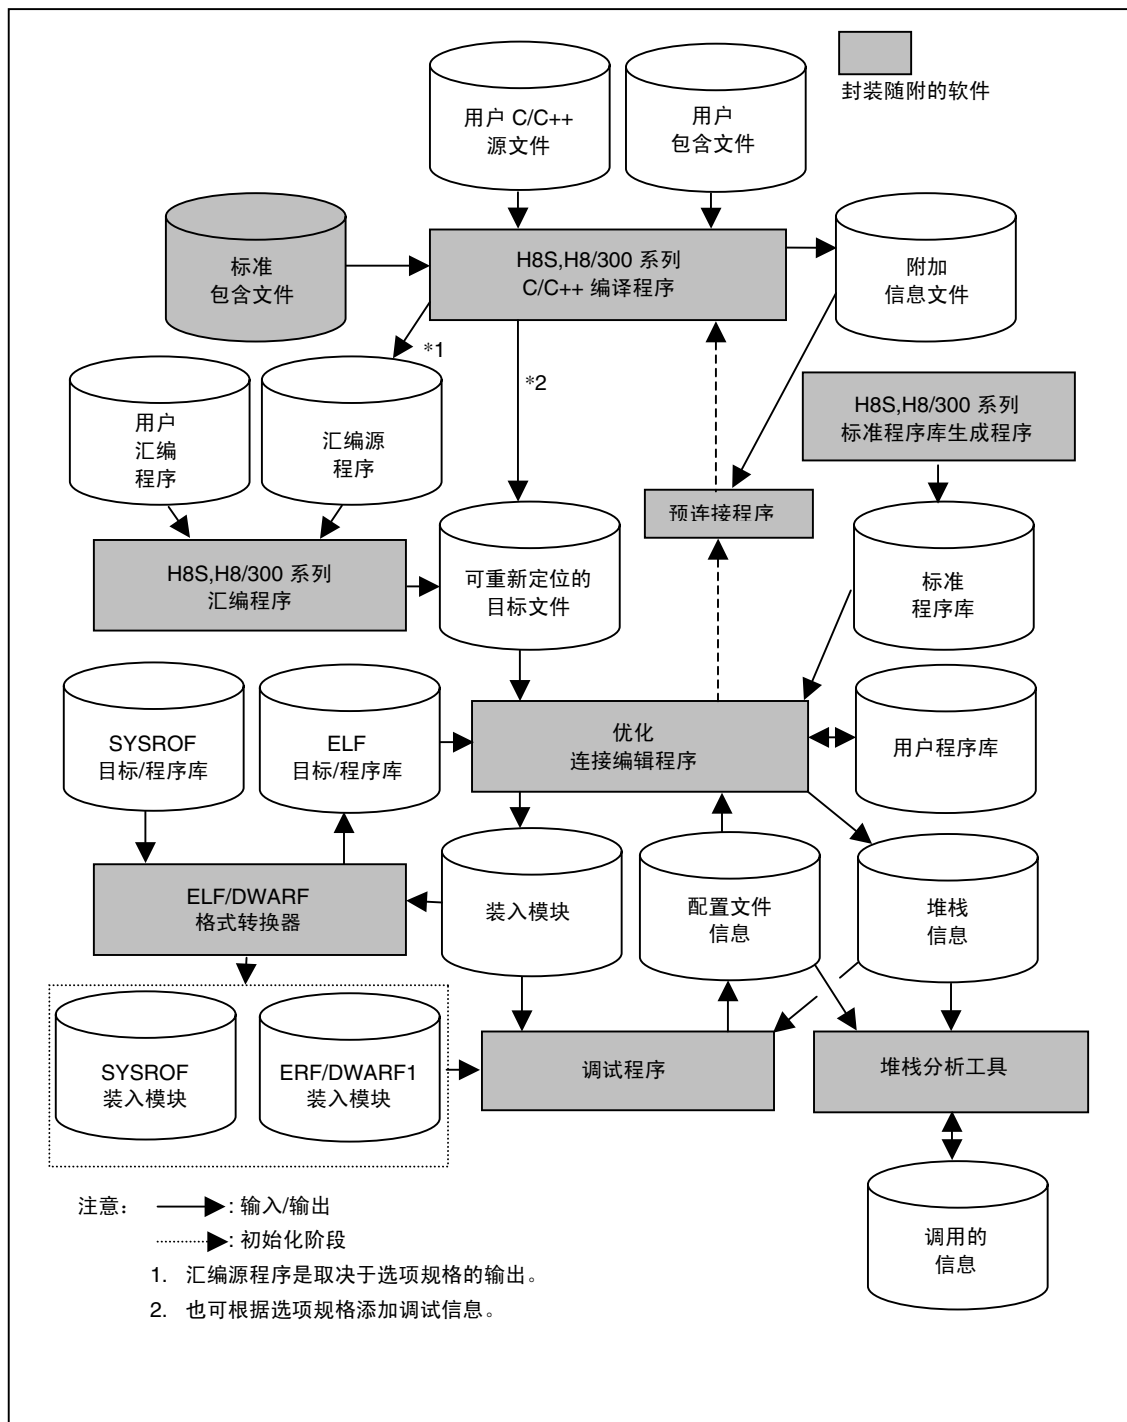 封装随附的软件
用户 C/C++
源文件
用户
包含文件
标准
包含文件
H8S,H8/300 系列
C/C++ 编译程序
附加
信息文件
*1
*2
用户
汇编
程序
汇编源
程序
H8S,H8/300 系列
标准程序库生成程序
预连接程序
H8S,H8/300 系列
汇编程序
可重新定位的
目标文件
标准
程序库
SYSROF
目标/程序库
ELF
目标/程序库
优化
连接编辑程序
用户程序库
ELF/DWARF
格式转换器
装入模块
配置文件
信息
堆栈
信息
SYSROF
装入模块
ERF/DWARF1
装入模块
调试程序
堆栈分析工具
调用的
信息
注意: : 输入/输出
: 初始化阶段
1. 汇编源程序是取决于选项规格的输出。
2. 也可根据选项规格添加调试信息。